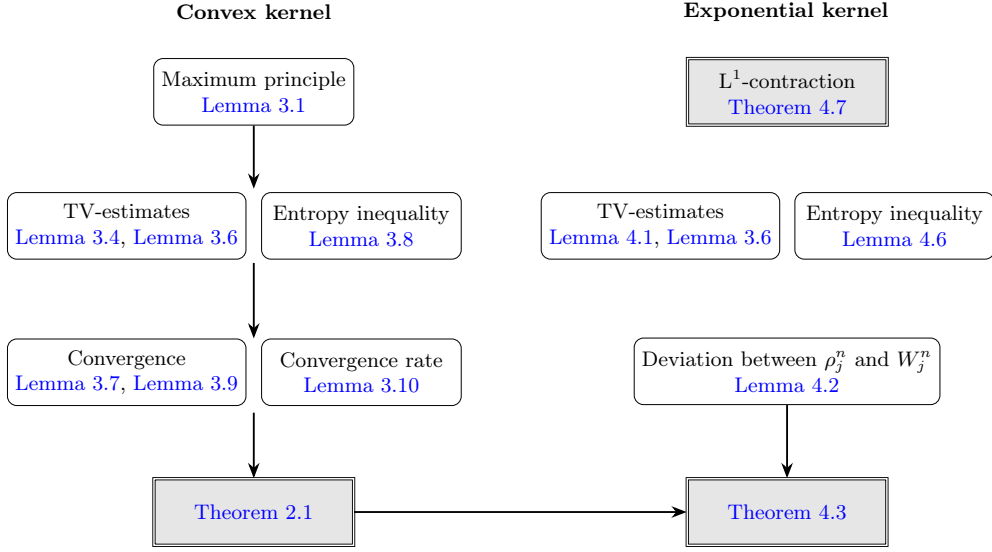 Convex kernel
Exponential kernel
Maximum principle
Lemma 3.1
L¹-contraction
Theorem 4.7
TV-estimates
Lemma 3.4, Lemma 3.6
Entropy inequality
Lemma 3.8
TV-estimates
Lemma 4.1, Lemma 3.6
Entropy inequality
Lemma 4.6
Convergence
Lemma 3.7, Lemma 3.9
Convergence rate
Lemma 3.10
Deviation between $\rho_j^n$ and $W_j^n$
Lemma 4.2
Theorem 2.1
Theorem 4.3